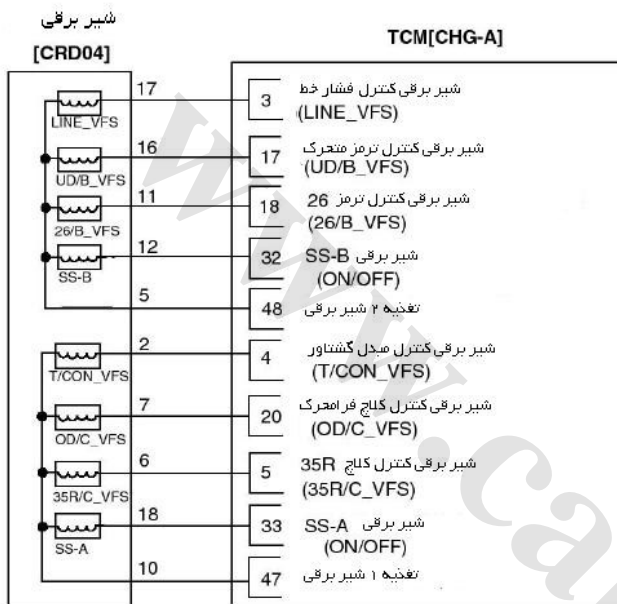 شیر برقی
[CRD04]
TCM[CHG-A]
LINE_VFS
17
3
شیر برقی کنترل فشار خط
(LINE_VFS)
UD/B_VFS
16
17
شیر برقی کنترل ترمز متحرک
(UD/B_VFS)
26/B_VFS
11
18
شیر برقی کنترل ترمز 26
(26/B_VFS)
SS-B
12
32
شیر برقی SS-B
(ON/OFF)
5
48
تغذیه ۲ شیر برقی
T/CON_VFS
2
4
شیر برقی کنترل مبدل گشتاور
(T/CON_VFS)
OD/C_VFS
7
20
شیر برقی کنترل کلاچ فرامحرک
(OD/C_VFS)
35R/C_VFS
6
5
شیر برقی کنترل کلاچ 35R
(35R/C_VFS)
SS-A
18
33
شیر برقی SS-A
(ON/OFF)
10
47
تغذیه ۱ شیر برقی
www.ca